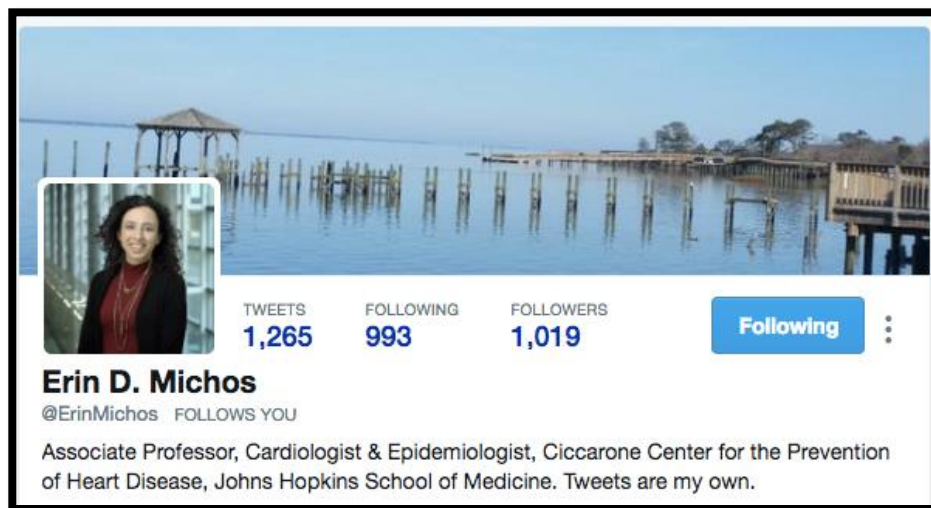 TWEETS FOLLOWING FOLLOWERS
1,265 993 1,019
Following
Erin D. Michos
@ErinMichos FOLLOWS YOU
Associate Professor, Cardiologist & Epidemiologist, Ciccarone Center for the Prevention
of Heart Disease, Johns Hopkins School of Medicine. Tweets are my own.